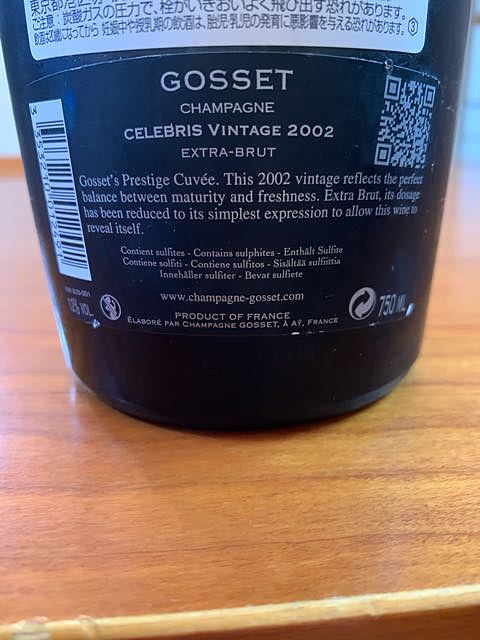 注意：炭酸ガスの圧力で、栓がいきおいよく飛び出す恐れがあります。
飲酒は20歳になってから 妊娠中や授乳期の飲酒は、胎児・乳児の発育に悪影響を与える恐れがあります。
GOSSET
CHAMPAGNE
CELEBRIS VINTAGE 2002
EXTRA-BRUT
Gosset's Prestige Cuvée. This 2002 vintage reflects the perfect
balance between maturity and freshness. Extra Brut, its dosage
has been reduced to its simplest expression to allow this wine to
reveal itself.
Contient sulfites - Contains sulphites - Enthält Sulfite
Contiene solfiti - Contiene sulfitos - Sisältää sulfiittia
Innehåller sulfiter - Bevat sulfiete
www.champagne-gosset.com
12% VOL.
PRODUCT OF FRANCE
ÉLABORÉ PAR CHAMPAGNE GOSSET, À AŸ, FRANCE
750 ML